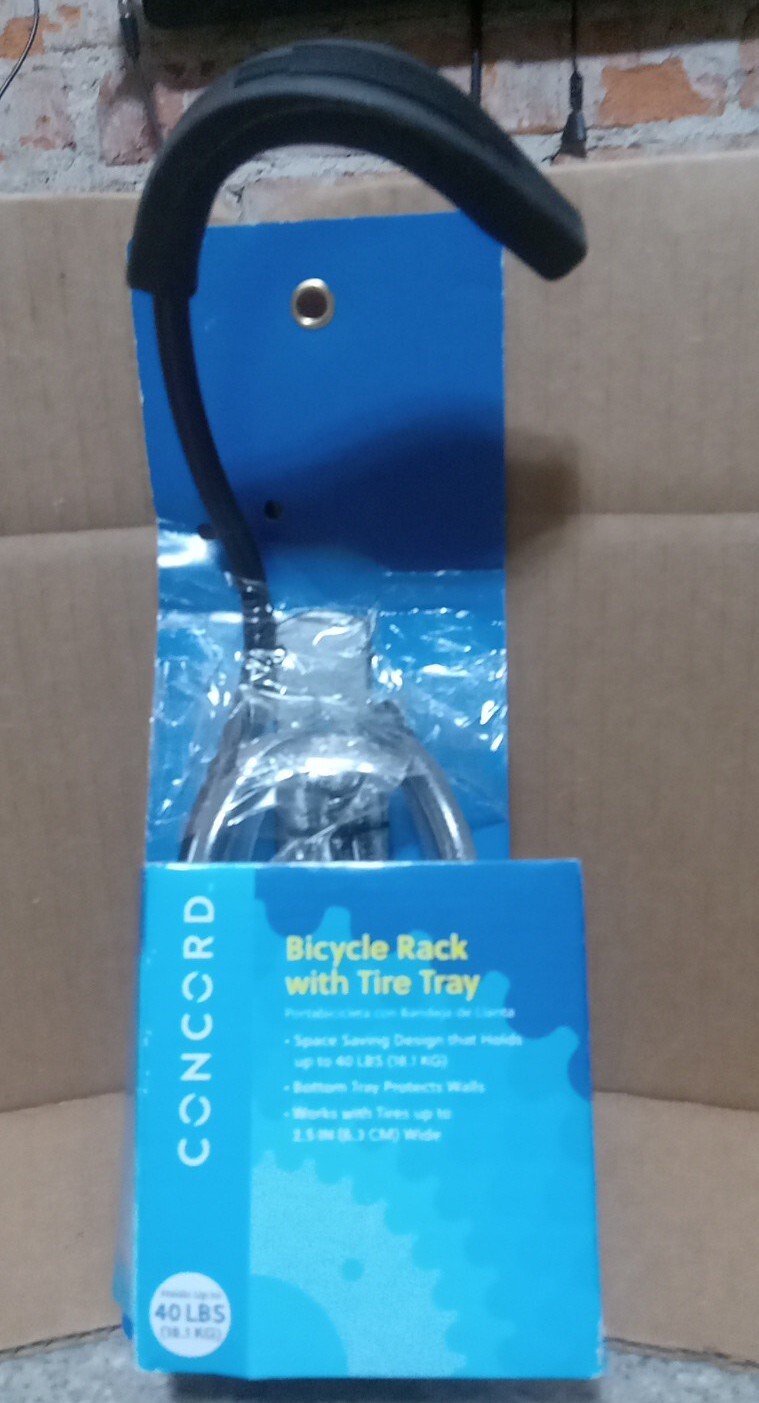 CONCORD
Bicycle Rack
with Tire Tray
Portabicicleta con Bandeja de Llanta
• Space Saving Design that Holds
up to 40 LBS (18.1 KG)
• Bottom Tray Protects Walls
• Works with Tires up to
2.5 IN (6.3 CM) Wide
Holds up to
40 LBS
(18.1 KG)